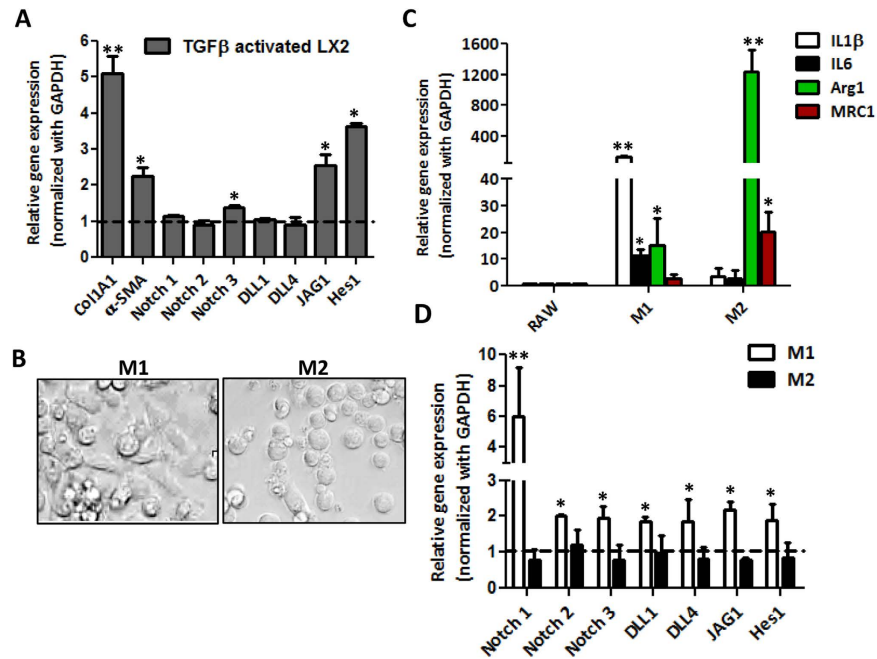 A
TGFβ activated LX2
Relative gene expression
(normalized with GAPDH)
6
5
4
3
2
1
0
**
*
*
*
*
Col1A1
α-SMA
Notch 1
Notch 2
Notch 3
DLL1
DLL4
JAG1
Hes1
B
M1
M2
C
IL1β
IL6
Arg1
MRC1
Relative gene expression
(normalized with GAPDH)
1600
1200
800
400
40
30
20
10
0
**
*
*
**
*
RAW
M1
M2
D
M1
M2
Relative gene expression
(normalized with GAPDH)
10
8
6
4
3
2
1
0
**
*
*
*
*
*
*
Notch 1
Notch 2
Notch 3
DLL1
DLL4
JAG1
Hes1